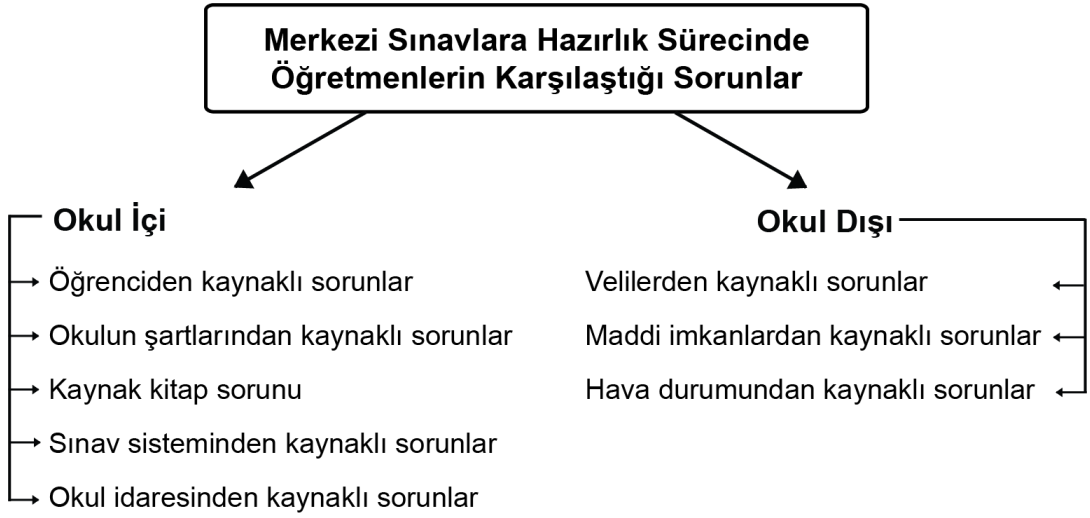 Merkezi Sınavlara Hazırlık Sürecinde
Öğretmenlerin Karşılaştığı Sorunlar
Okul İçi
Öğrenciden kaynaklı sorunlar
Okulun şartlarından kaynaklı sorunlar
Kaynak kitap sorunu
Sınav sisteminden kaynaklı sorunlar
Okul idaresinden kaynaklı sorunlar
Okul Dışı
Velilerden kaynaklı sorunlar
Maddi imkanlardan kaynaklı sorunlar
Hava durumundan kaynaklı sorunlar